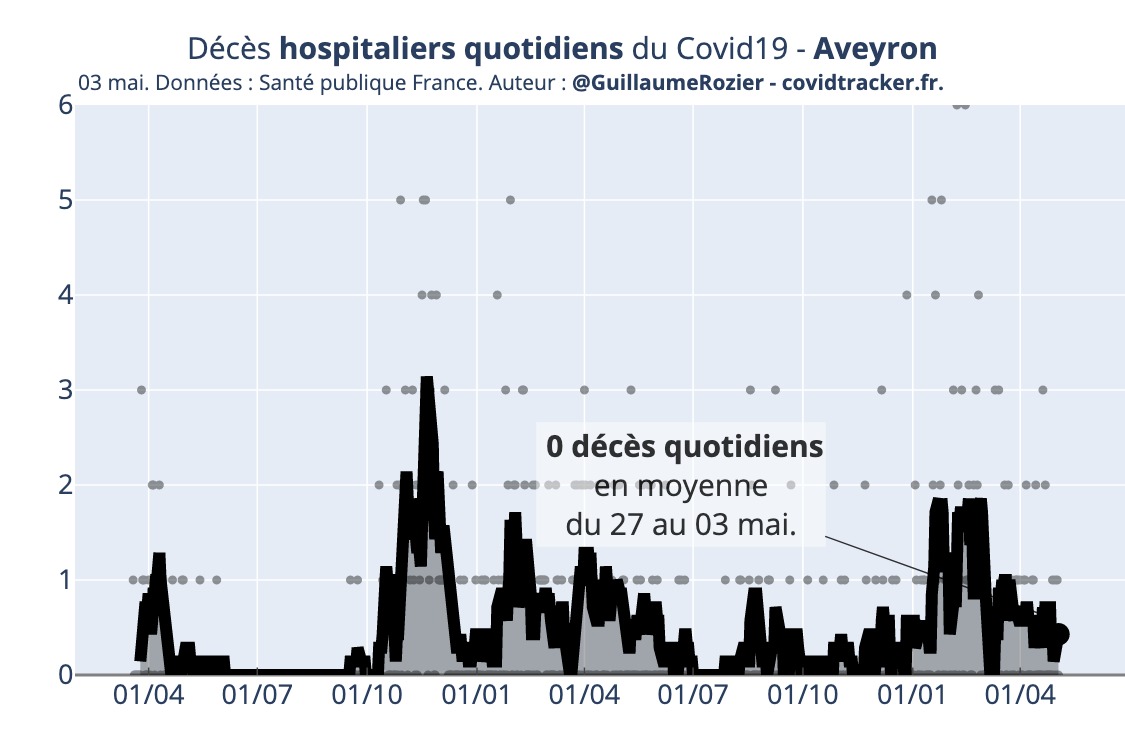 Décès hospitaliers quotidiens du Covid19 - Aveyron
03 mai. Données : Santé publique France. Auteur : @GuillaumeRozier - covidtracker.fr.
6
5
4
3
2
1
0
0 décès quotidiens
en moyenne
du 27 au 03 mai.
01/04 01/07 01/10 01/01 01/04 01/07 01/10 01/01 01/04